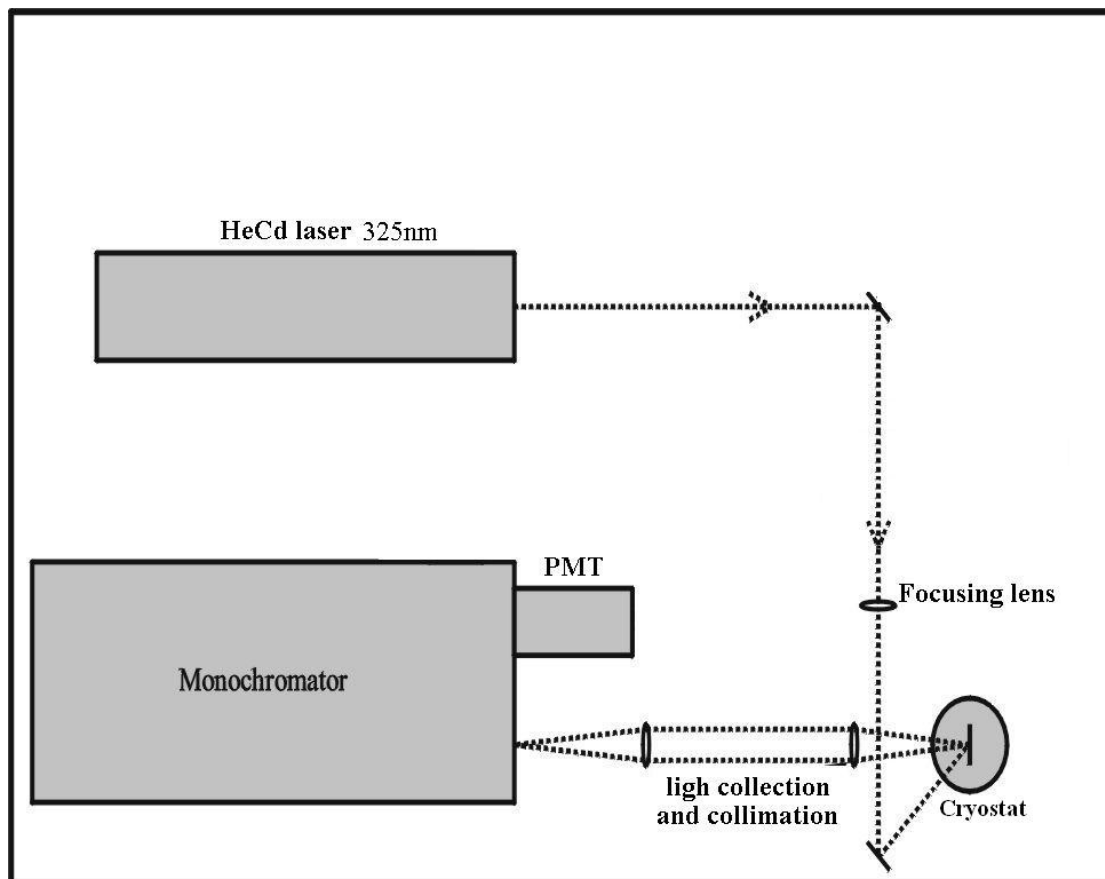 HeCd laser 325nm
PMT
Focusing lens
Monochromator
ligh collection
and collimation
Cryostat